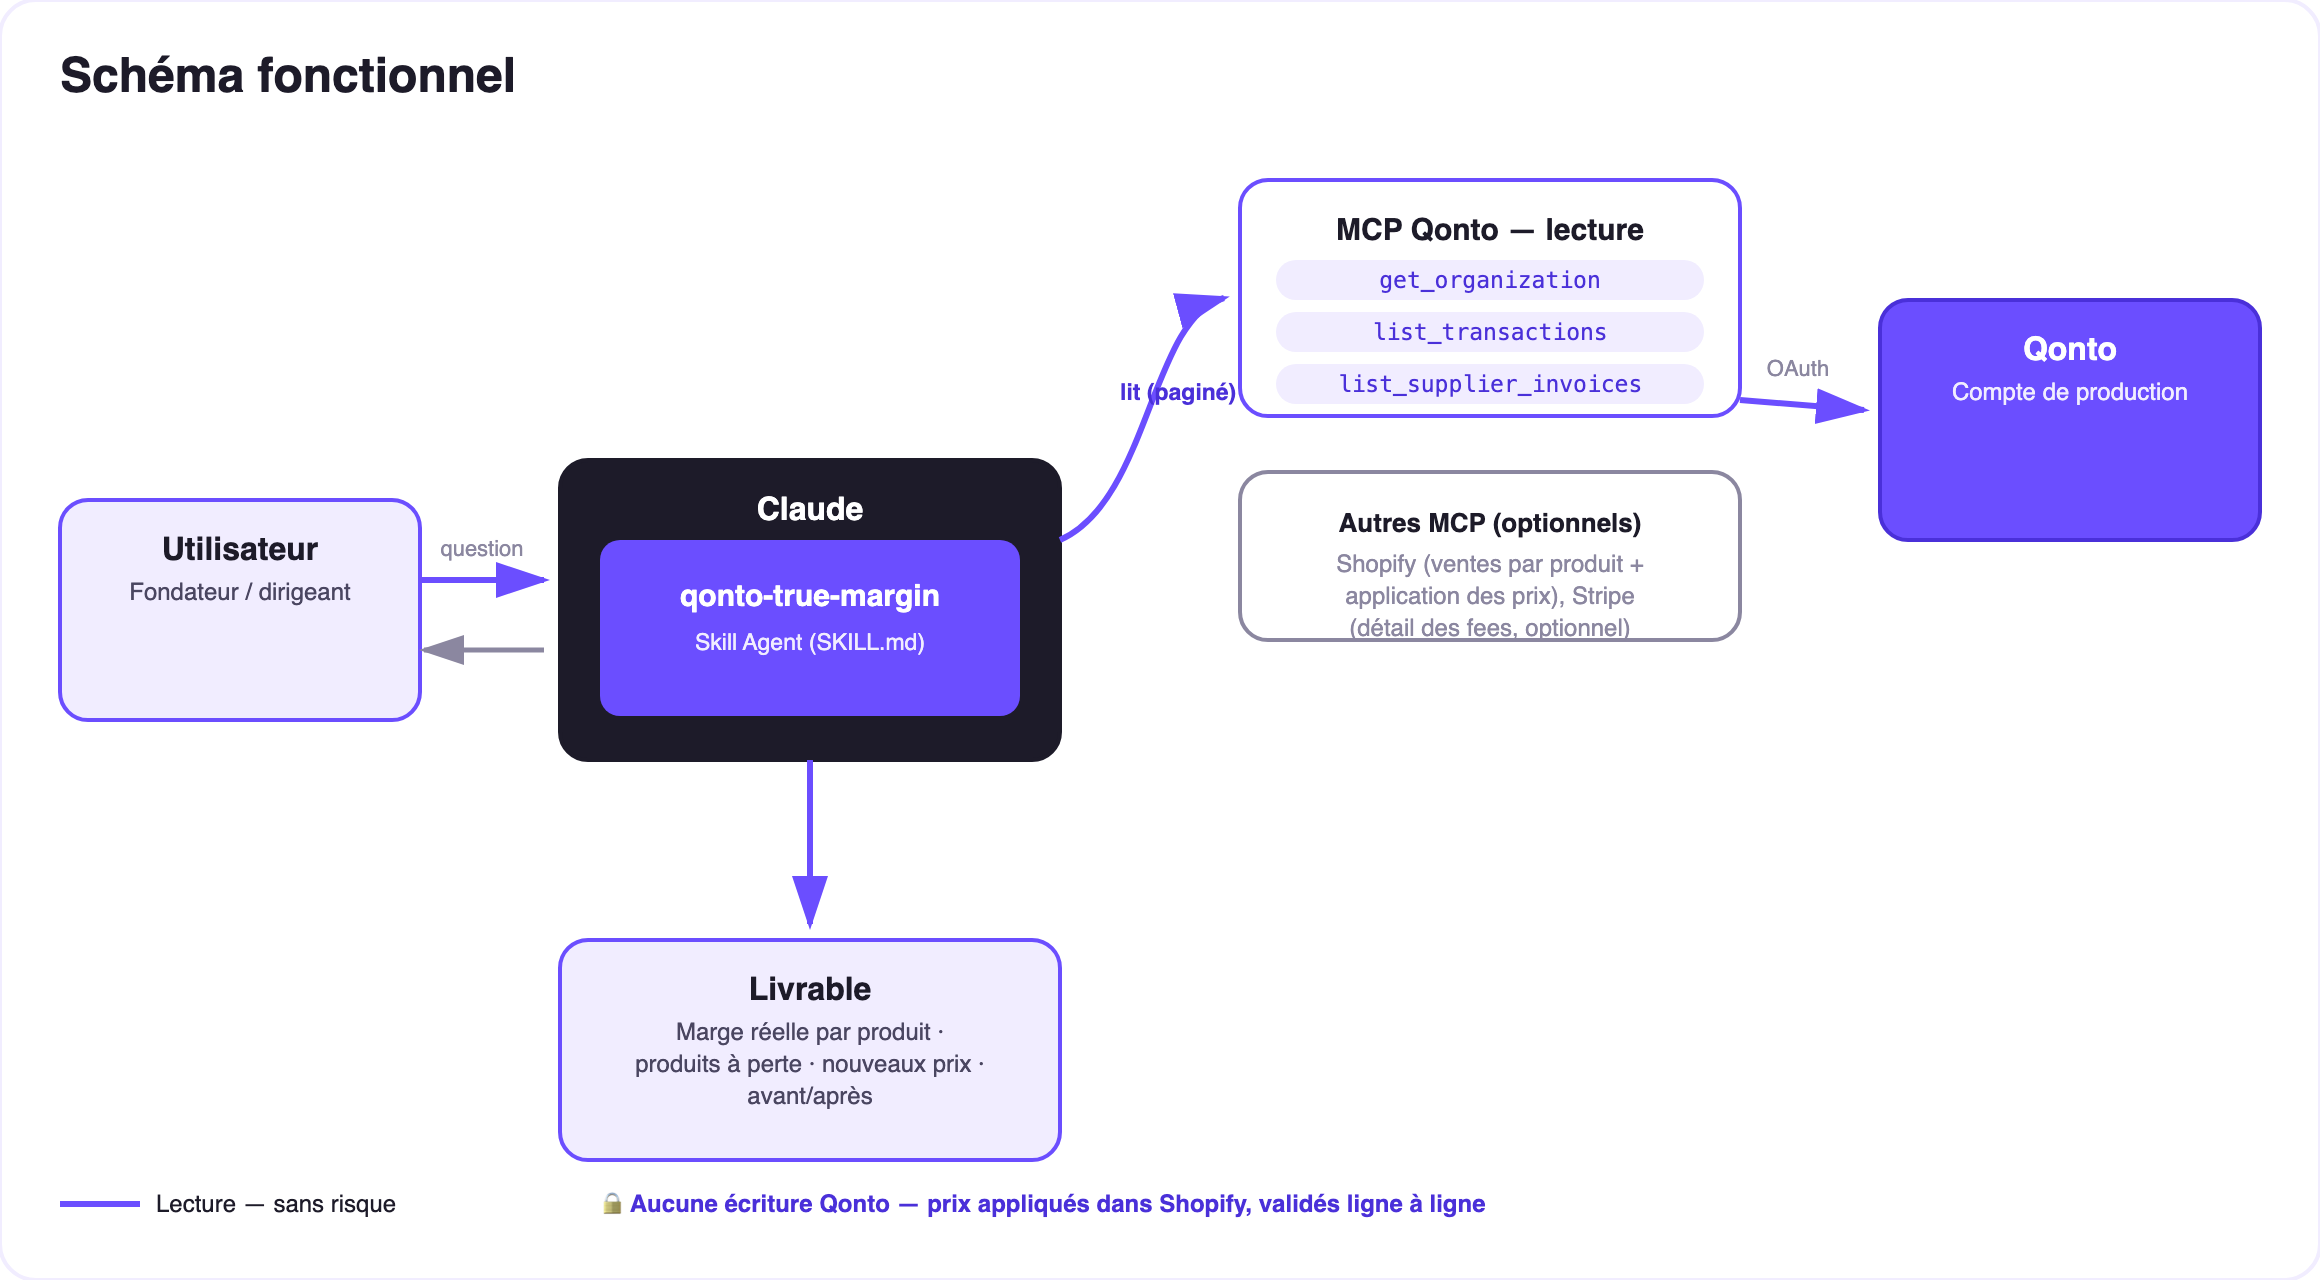 Schéma fonctionnel
MCP Qonto — lecture
get_organization
list_transactions
list_supplier_invoices
lit (paginé)
OAuth
Qonto
Compte de production
Autres MCP (optionnels)
Shopify (ventes par produit +
application des prix), Stripe
(détail des fees, optionnel)
Utilisateur
Fondateur / dirigeant
question
Claude
qonto-true-margin
Skill Agent (SKILL.md)
Livrable
Marge réelle par produit ·
produits à perte · nouveaux prix ·
avant/après
Lecture — sans risque
🔒 Aucune écriture Qonto — prix appliqués dans Shopify, validés ligne à ligne